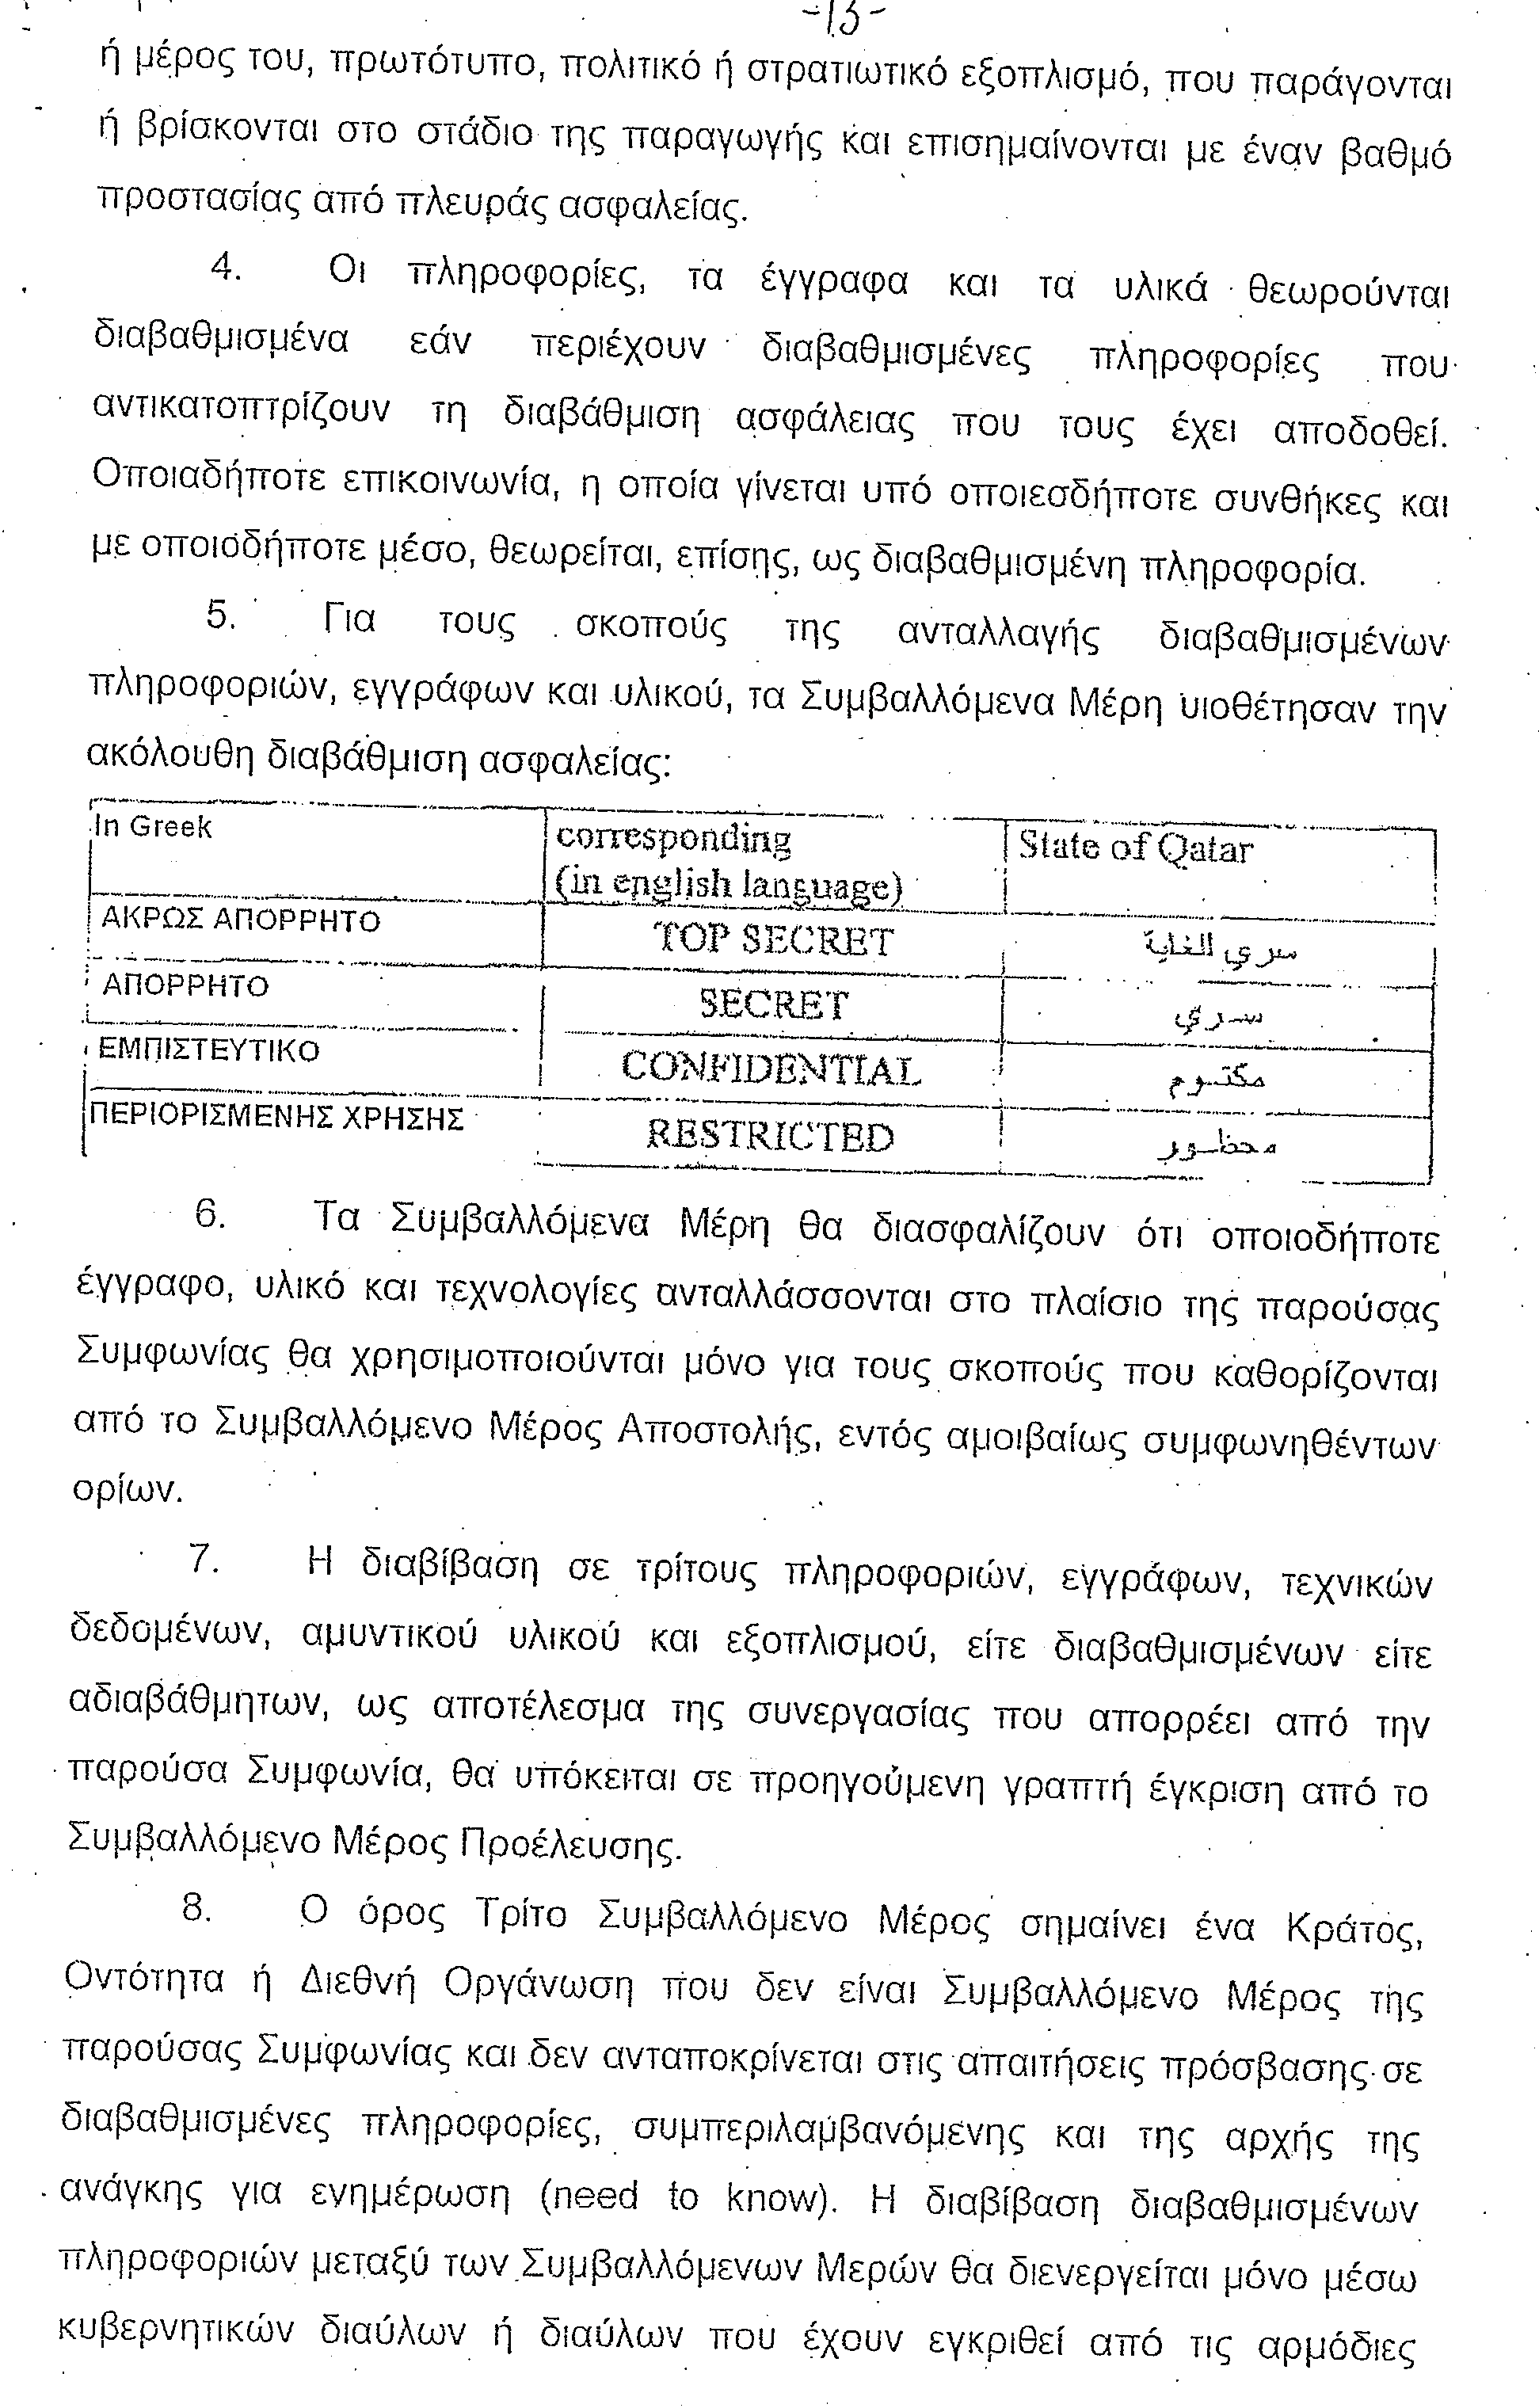 -13-
ή μέρος του, πρωτότυπο, πολιτικό ή στρατιωτικό εξοπλισμό, που παράγονται
ή βρίσκονται στο στάδιο της παραγωγής και επισημαίνονται με έναν βαθμό
προστασίας από πλευράς ασφαλείας.
4. Οι πληροφορίες, τα έγγραφα και τα υλικά θεωρούνται
διαβαθμισμένα εάν περιέχουν διαβαθμισμένες πληροφορίες που
αντικατοπτρίζουν τη διαβάθμιση ασφάλειας που τους έχει αποδοθεί.
Οποιαδήποτε επικοινωνία, η οποία γίνεται υπό οποιεσδήποτε συνθήκες και
με οποιοδήποτε μέσο, θεωρείται, επίσης, ως διαβαθμισμένη πληροφορία.
5. Για τους σκοπούς της ανταλλαγής διαβαθμισμένων
πληροφοριών, εγγράφων και υλικού, τα Συμβαλλόμενα Μέρη υιοθέτησαν την
ακόλουθη διαβάθμιση ασφαλείας:
In Greek corresponding State of Qatar
(in english language)
ΑΚΡΩΣ ΑΠΟΡΡΗΤΟ TOP SECRET سري للغاية
ΑΠΟΡΡΗΤΟ SECRET سري
ΕΜΠΙΣΤΕΥΤΙΚΟ CONFIDENTIAL مكتوم
ΠΕΡΙΟΡΙΣΜΕΝΗΣ ΧΡΗΣΗΣ RESTRICTED محظور
6. Τα Συμβαλλόμενα Μέρη θα διασφαλίζουν ότι οποιοδήποτε
έγγραφο, υλικό και τεχνολογίες ανταλλάσσονται στο πλαίσιο της παρούσας
Συμφωνίας θα χρησιμοποιούνται μόνο για τους σκοπούς που καθορίζονται
από το Συμβαλλόμενο Μέρος Αποστολής, εντός αμοιβαίως συμφωνηθέντων
ορίων.
7. Η διαβίβαση σε τρίτους πληροφοριών, εγγράφων, τεχνικών
δεδομένων, αμυντικού υλικού και εξοπλισμού, είτε διαβαθμισμένων είτε
αδιαβάθμητων, ως αποτέλεσμα της συνεργασίας που απορρέει από την
παρούσα Συμφωνία, θα υπόκειται σε προηγούμενη γραπτή έγκριση από το
Συμβαλλόμενο Μέρος Προέλευσης.
8. Ο όρος Τρίτο Συμβαλλόμενο Μέρος σημαίνει ένα Κράτος,
Οντότητα ή Διεθνή Οργάνωση που δεν είναι Συμβαλλόμενο Μέρος της
παρούσας Συμφωνίας και δεν ανταποκρίνεται στις απαιτήσεις πρόσβασης σε
διαβαθμισμένες πληροφορίες, συμπεριλαμβανόμενης και της αρχής της
ανάγκης για ενημέρωση (need to know). Η διαβίβαση διαβαθμισμένων
πληροφοριών μεταξύ των Συμβαλλόμενων Μερών θα διενεργείται μόνο μέσω
κυβερνητικών διαύλων ή διαύλων που έχουν εγκριθεί από τις αρμόδιες